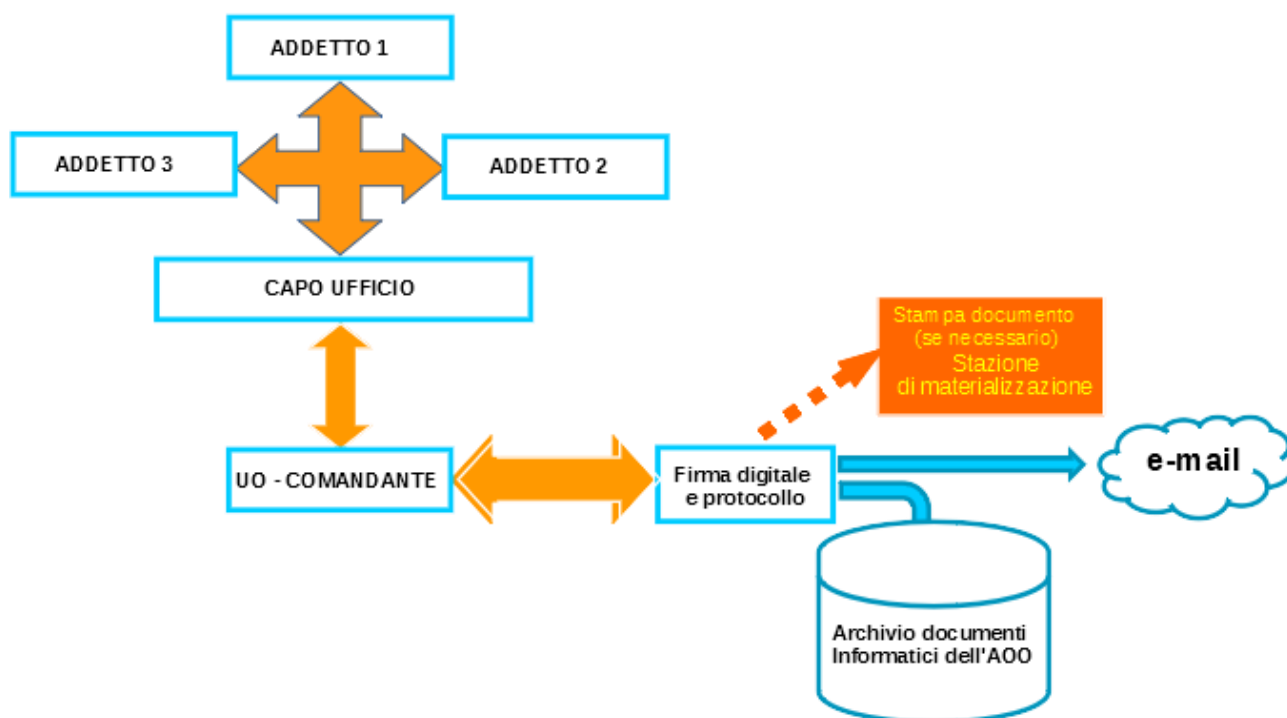 ADDETTO 1
ADDETTO 3
ADDETTO 2
CAPO UFFICIO
Stampa documento
(se necessario)
Stazione
di materializzazione
UO - COMANDANTE
Firma digitale
e protocollo
e-mail
Archivio documenti
Informatici dell'AOO